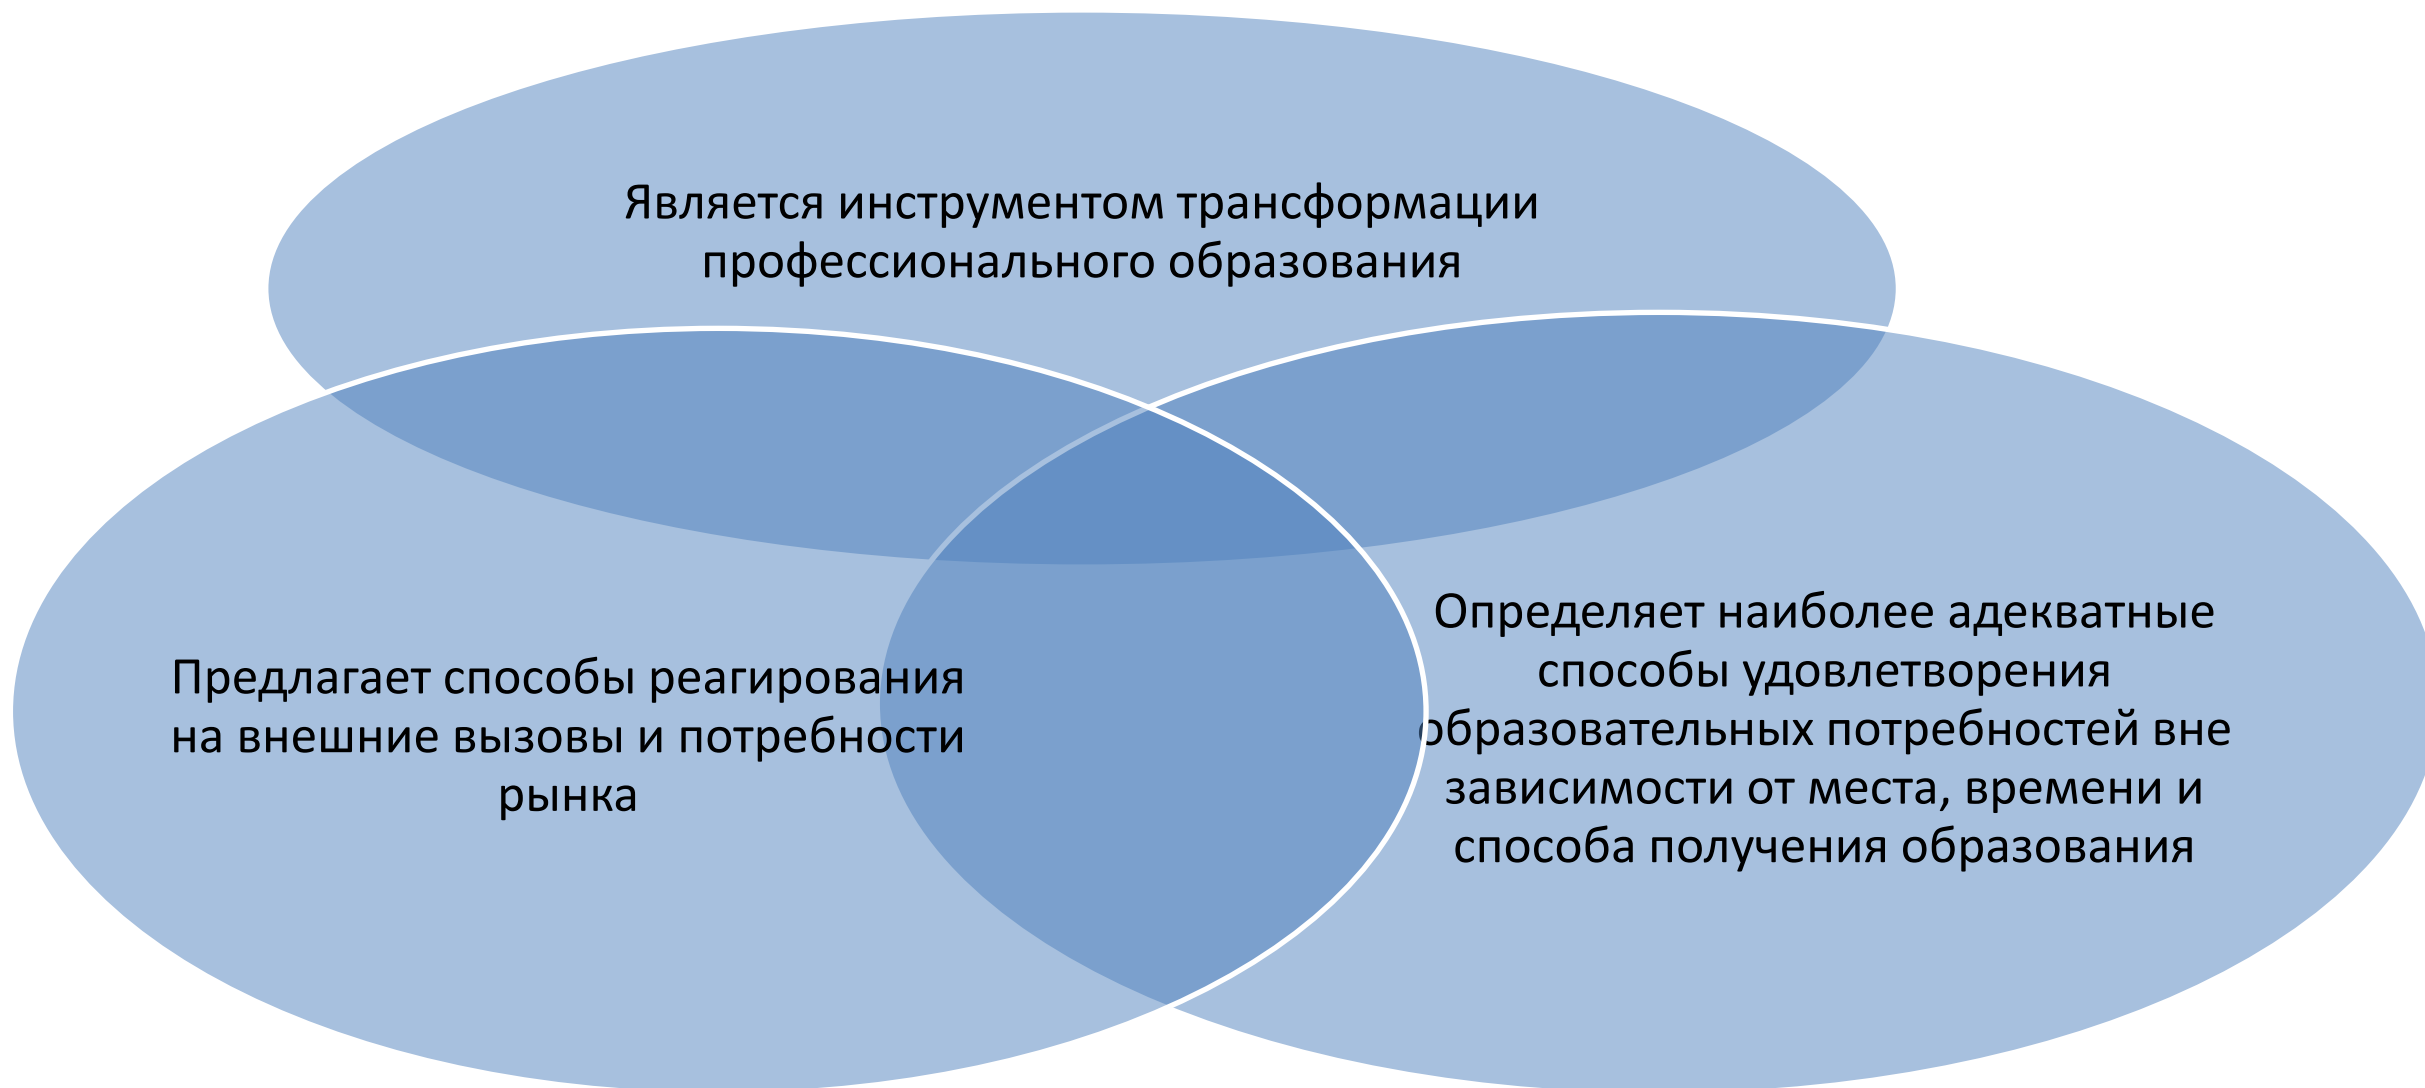 Является инструментом трансформации
профессионального образования
Предлагает способы реагирования
на внешние вызовы и потребности
рынка
Определяет наиболее адекватные
способы удовлетворения
образовательных потребностей вне
зависимости от места, времени и
способа получения образования